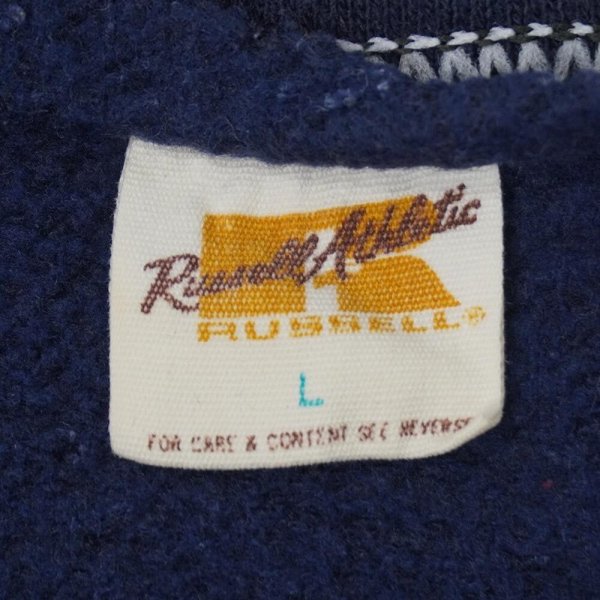 Russell Athletic
RUSSELL®
L
FOR CARE & CONTENT SEE REVERSE